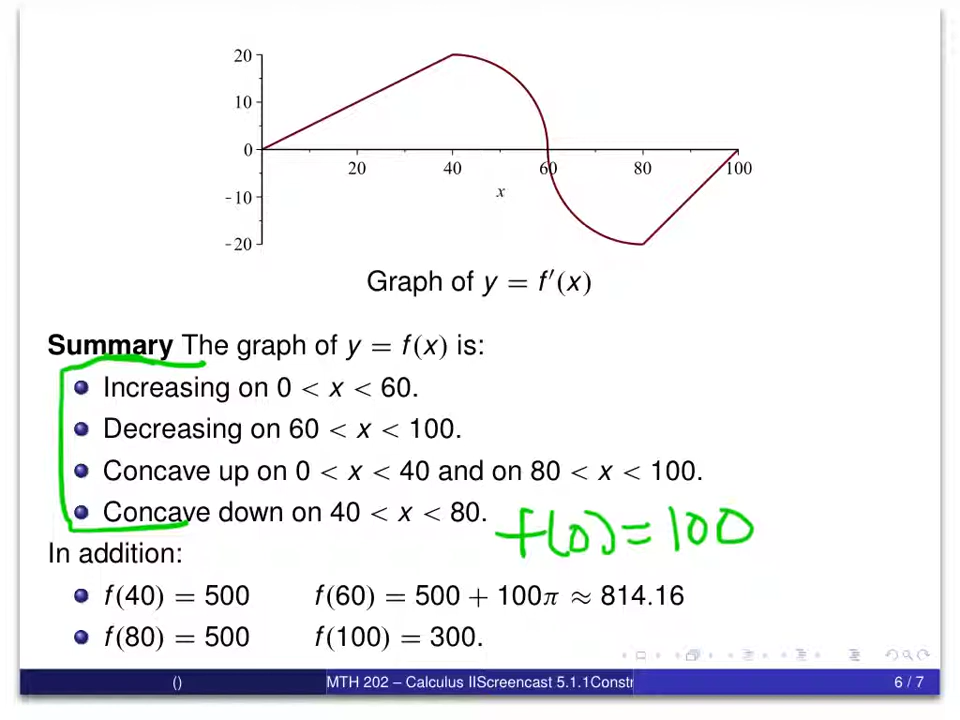 20
10
0
-10
-20
20 40 60 80 100
x
Graph of y = f′(x)
Summary The graph of y = f(x) is:
Increasing on 0 < x < 60.
Decreasing on 60 < x < 100.
Concave up on 0 < x < 40 and on 80 < x < 100.
Concave down on 40 < x < 80.
f(0)=100
In addition:
f(40) = 500 f(60) = 500 + 100π ≈ 814.16
f(80) = 500 f(100) = 300.
() MTH 202 – Calculus IIScreencast 5.1.1Constr 6 / 7